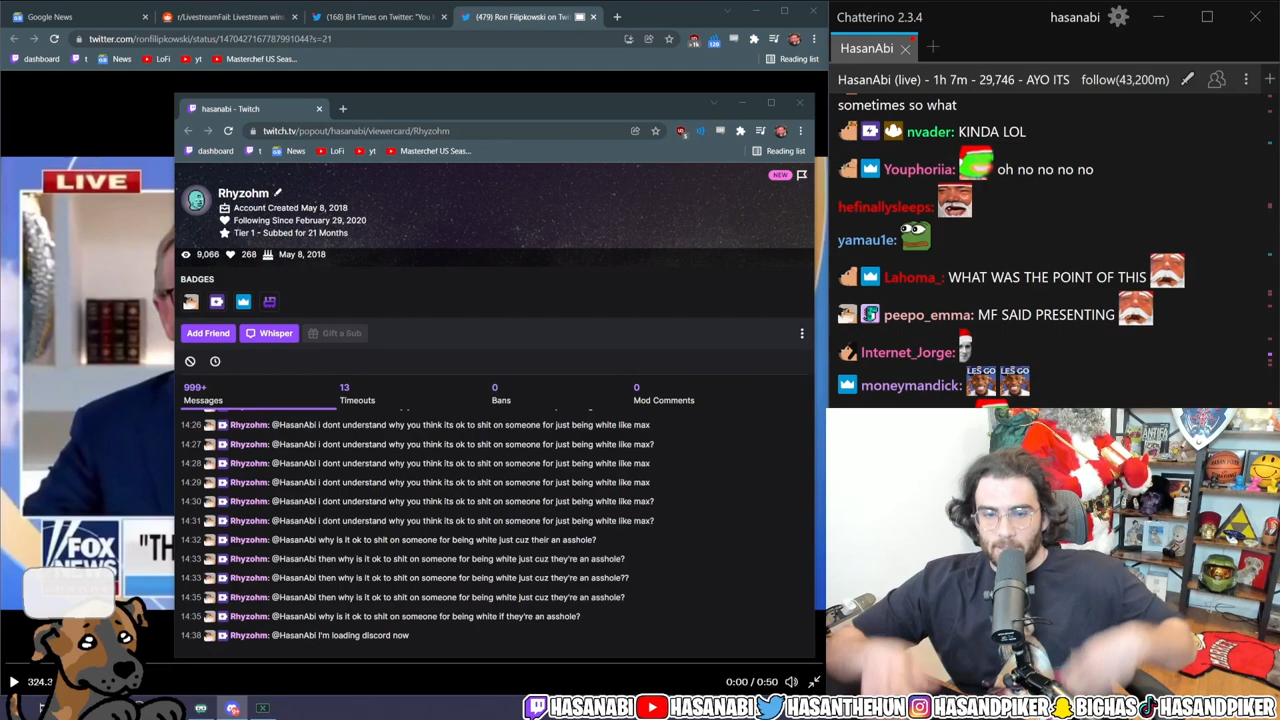 Google News
r/LivestreamFail: Livestream wins
(168) BH Times on Twitter: "You
(479) Ron Filipkowski on Twi
twitter.com/ronfilipkowski/status/1470427167787991044?s=21
dashboard
t
News
LoFi
yt
Masterchef US Seas...
Reading list
hasanabi - Twitch
twitch.tv/popout/hasanabi/viewercard/Rhyzohm
dashboard
t
News
LoFi
yt
Masterchef US Seas...
Reading list
NEW
Rhyzohm
Account Created May 8, 2018
Following Since February 29, 2020
Tier 1 - Subbed for 21 Months
9,066
268
May 8, 2018
BADGES
Add Friend
Whisper
Gift a Sub
999+
Messages
13
Timeouts
0
Bans
0
Mod Comments
14:26 Rhyzohm: @HasanAbi i dont understand why you think its ok to shit on someone for just being white like max
14:27 Rhyzohm: @HasanAbi i dont understand why you think its ok to shit on someone for just being white like max?
14:28 Rhyzohm: @HasanAbi i dont understand why you think its ok to shit on someone for just being white like max
14:29 Rhyzohm: @HasanAbi i dont understand why you think its ok to shit on someone for just being white like max
14:30 Rhyzohm: @HasanAbi i dont understand why you think its ok to shit on someone for just being white like max?
14:31 Rhyzohm: @HasanAbi i dont understand why you think its ok to shit on someone for just being white like max?
14:32 Rhyzohm: @HasanAbi why is it ok to shit on someone for being white just cuz their an asshole?
14:33 Rhyzohm: @HasanAbi then why is it ok to shit on someone for being white just cuz they're an asshole?
14:33 Rhyzohm: @HasanAbi then why is it ok to shit on someone for being white just cuz they're an asshole??
14:35 Rhyzohm: @HasanAbi then why is it ok to shit on someone for being white just cuz they're an asshole?
14:35 Rhyzohm: @HasanAbi why is it ok to shit on someone for being white if they're an asshole?
14:38 Rhyzohm: @HasanAbi I'm loading discord now
LIVE
FOX
NEWS
"TH
324.3
0:00 / 0:50
Chatterino 2.3.4
hasanabi
HasanAbi
HasanAbi (live) - 1h 7m - 29,746 - AYO ITS
follow(43,200m)
sometimes so what
nvader: KINDA LOL
Youphoriia: oh no no no no
hefinallysleeps:
yamau1e:
Lahoma_: WHAT WAS THE POINT OF THIS
peepo_emma: MF SAID PRESENTING
Internet_Jorge:
moneymandick: LES GO LES GO
ANTIFA
HASANABI
HASANABI
HASANTHEHUN
HASANDPIKER
BIGHAS
HASANDPIKER